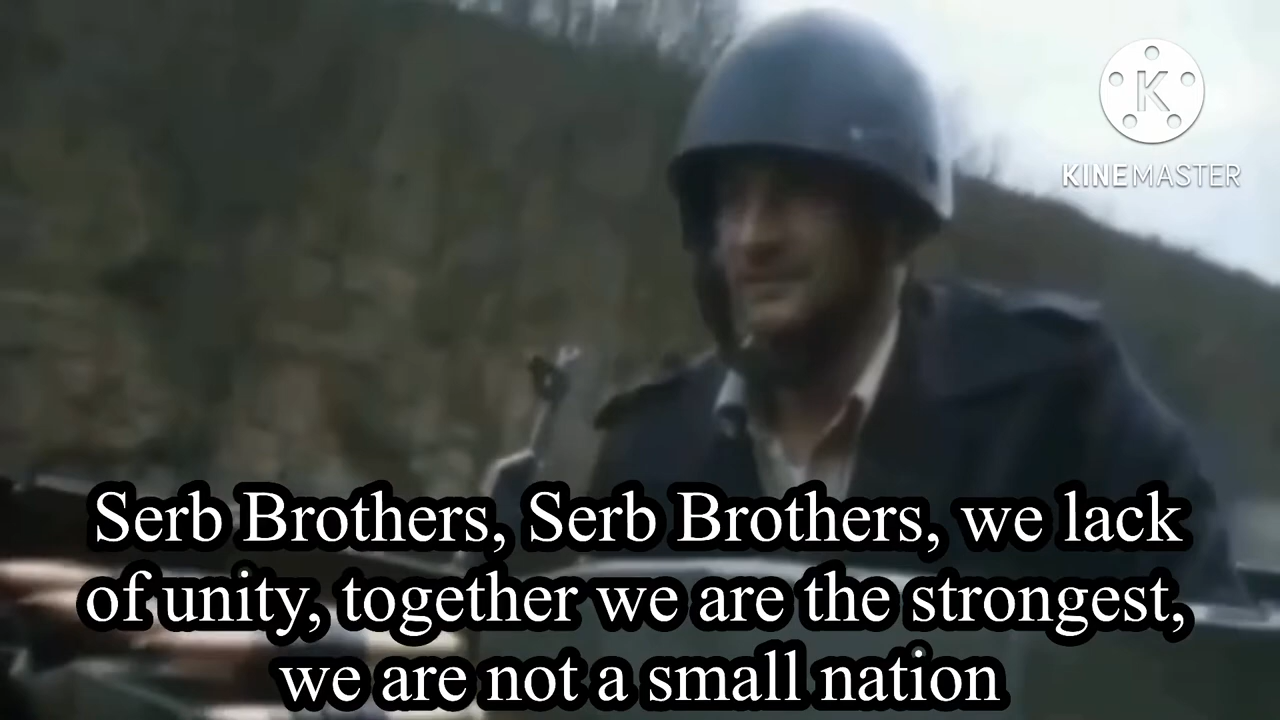 K
KINEMASTER
Serb Brothers, Serb Brothers, we lack
of unity, together we are the strongest,
we are not a small nation